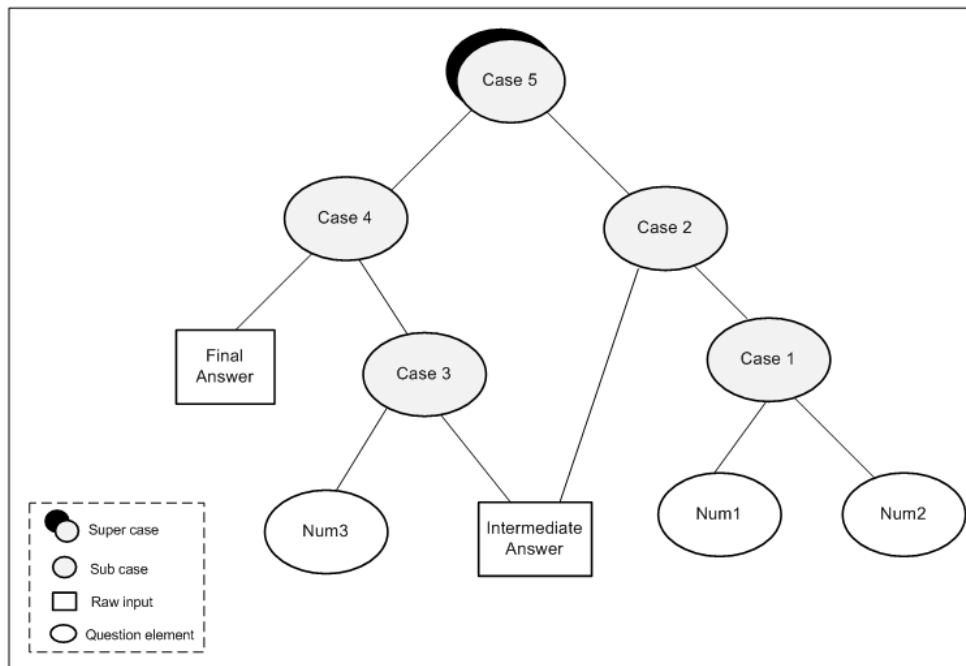 Case 5
Case 4
Case 2
Final
Answer
Case 3
Case 1
Num3
Intermediate
Answer
Num1
Num2
Super case
Sub case
Raw input
Question element